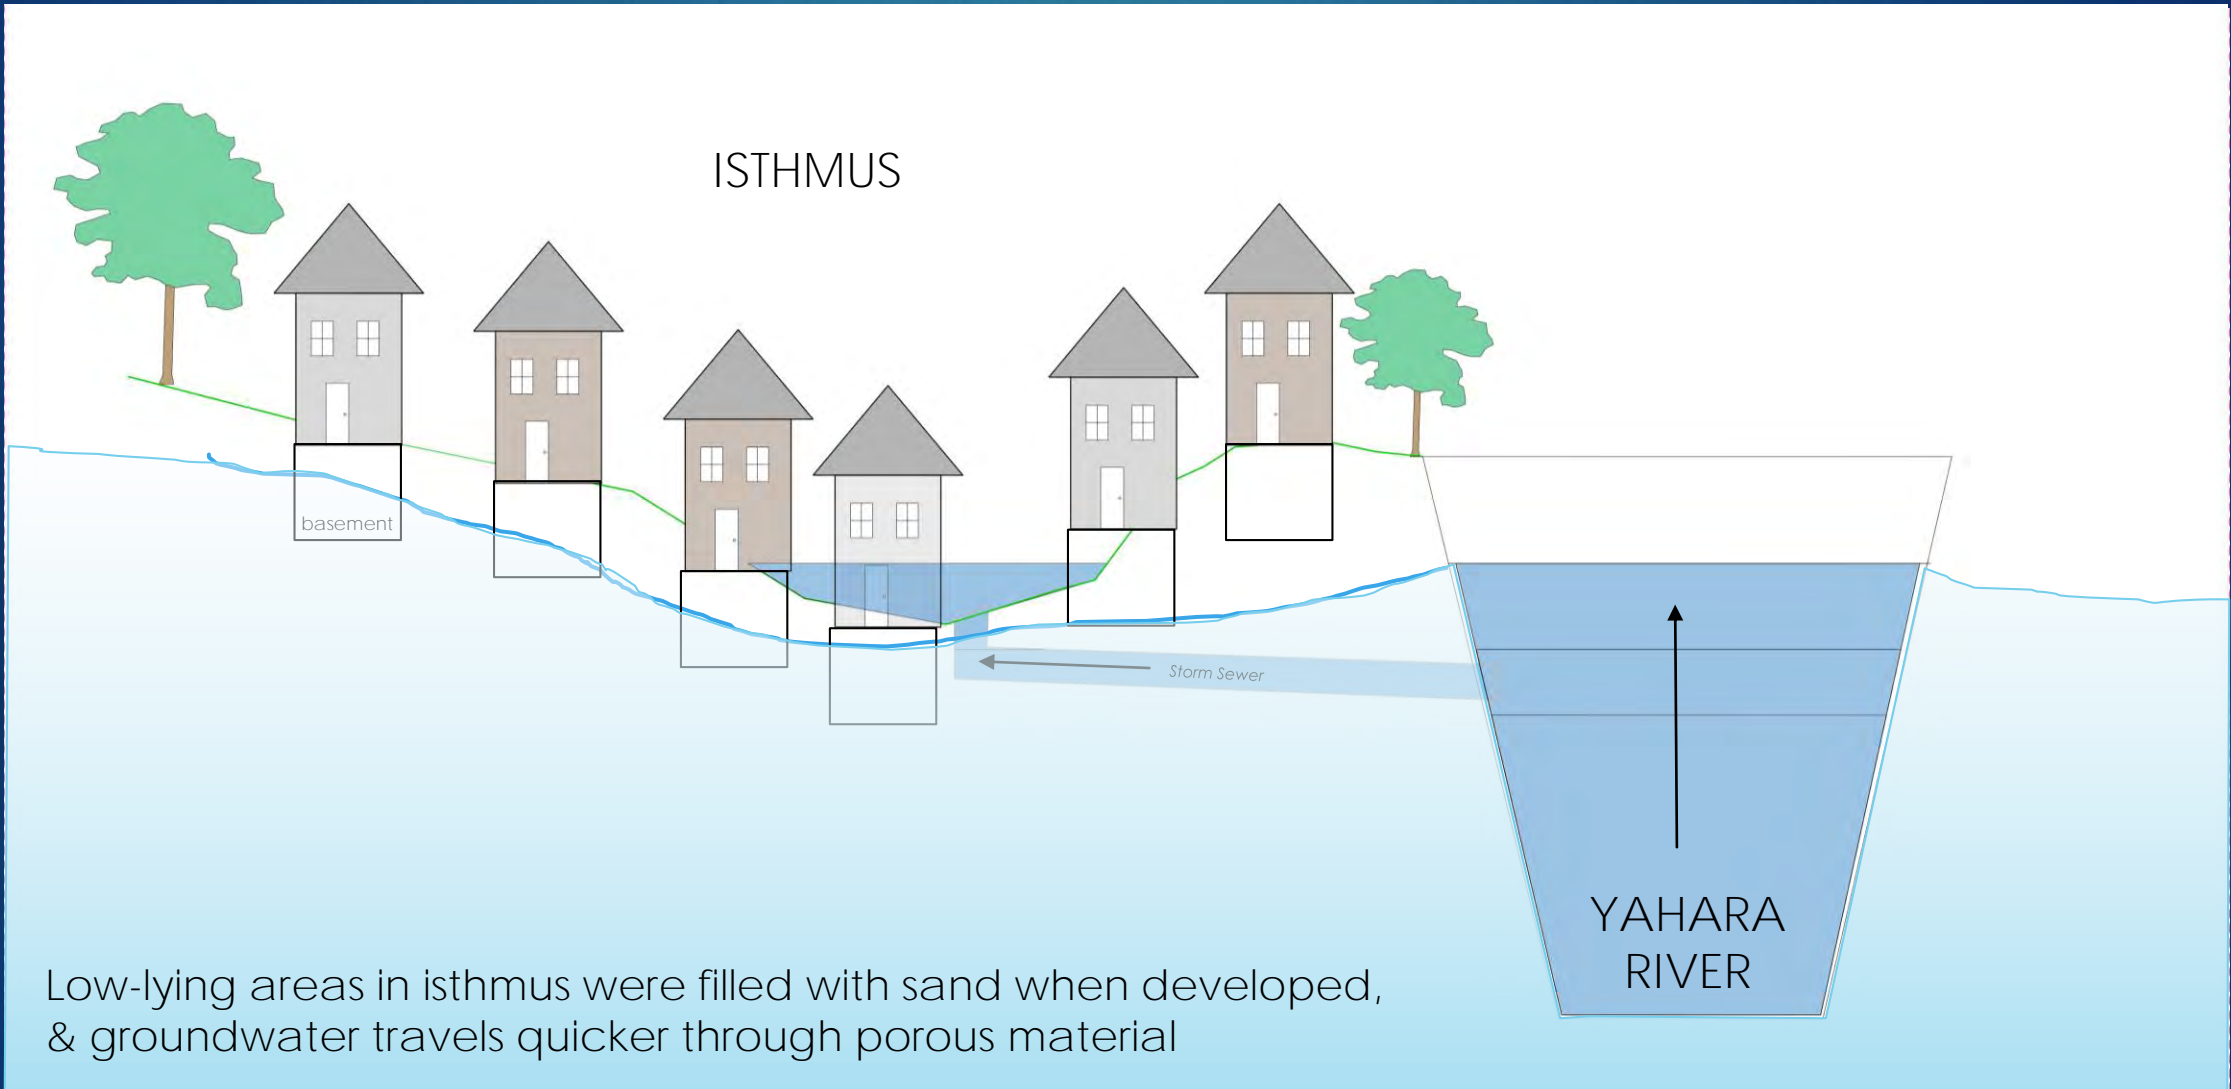 ISTHMUS
basement
Storm Sewer
YAHARA
RIVER
Low-lying areas in isthmus were filled with sand when developed,
& groundwater travels quicker through porous material